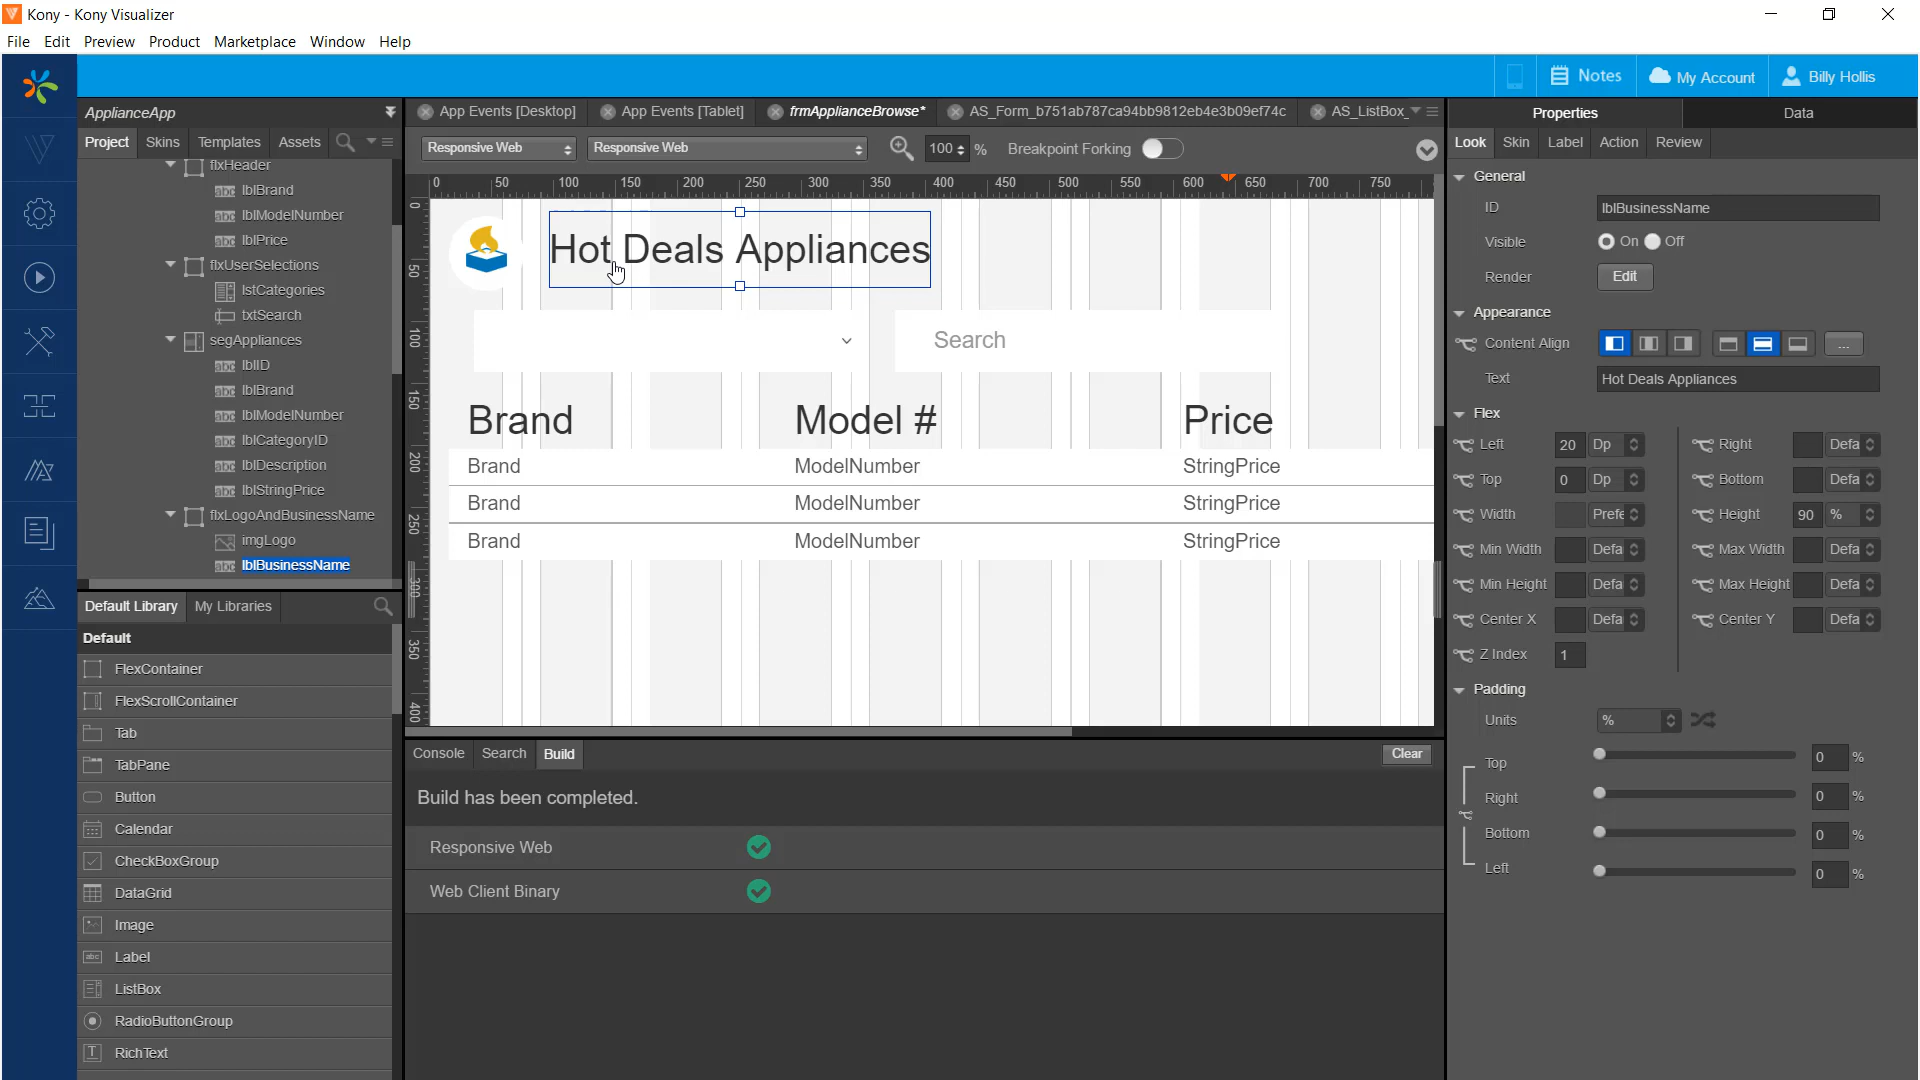 Kony - Kony Visualizer
File Edit Preview Product Marketplace Window Help
Notes My Account Billy Hollis
ApplianceApp
App Events [Desktop] App Events [Tablet] frmApplianceBrowse* AS_Form_b751ab787ca94bb9812eb4e3b09ef74c AS_ListBox_
Properties Data
Project Skins Templates Assets
Responsive Web Responsive Web 100 % Breakpoint Forking
Look Skin Label Action Review
0 50 100 150 200 250 300 350 400 450 500 550 600 650 700 750
0 50 100 150 200 250 300 350 400
flxHeader
lblBrand
lblModelNumber
lblPrice
flxUserSelections
lstCategories
txtSearch
segAppliances
lblID
lblBrand
lblModelNumber
lblCategoryID
lblDescription
lblStringPrice
flxLogoAndBusinessName
imgLogo
lblBusinessName
Default Library My Libraries
Default
FlexContainer
FlexScrollContainer
Tab
TabPane
Button
Calendar
CheckBoxGroup
DataGrid
Image
Label
ListBox
RadioButtonGroup
RichText
Hot Deals Appliances
Search
Brand Model # Price
Brand ModelNumber StringPrice
Brand ModelNumber StringPrice
Brand ModelNumber StringPrice
Console Search Build Clear
Build has been completed.
Responsive Web
Web Client Binary
General
ID lblBusinessName
Visible On Off
Render Edit
Appearance
Content Align ...
Text Hot Deals Appliances
Flex
Left 20 Dp Right Defa
Top 0 Dp Bottom Defa
Width Prefe Height 90 %
Min Width Defa Max Width Defa
Min Height Defa Max Height Defa
Center X Defa Center Y Defa
Z Index 1
Padding
Units %
Top 0 %
Right 0 %
Bottom 0 %
Left 0 %